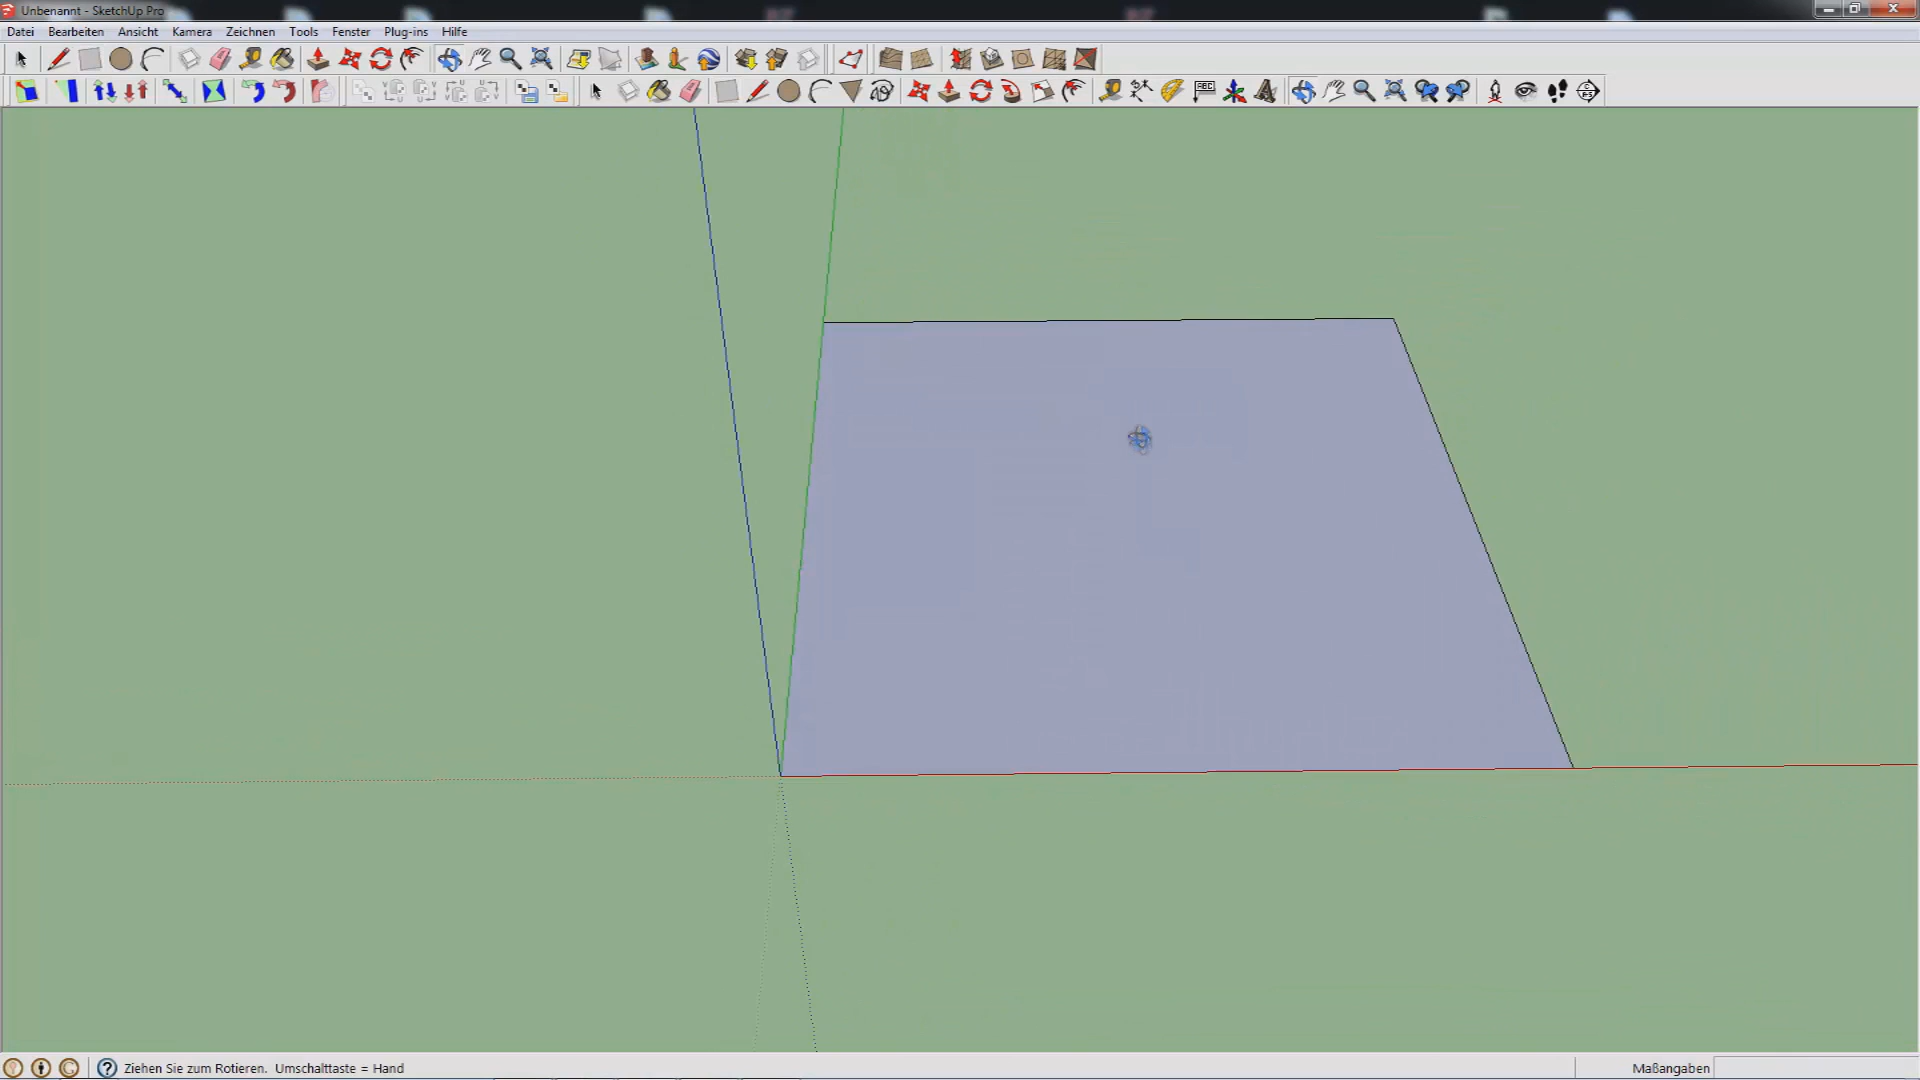 Unbenannt - SketchUp Pro
Datei Bearbeiten Ansicht Kamera Zeichnen Tools Fenster Plug-ins Hilfe
ABC
Ziehen Sie zum Rotieren. Umschalttaste = Hand
Maßangaben